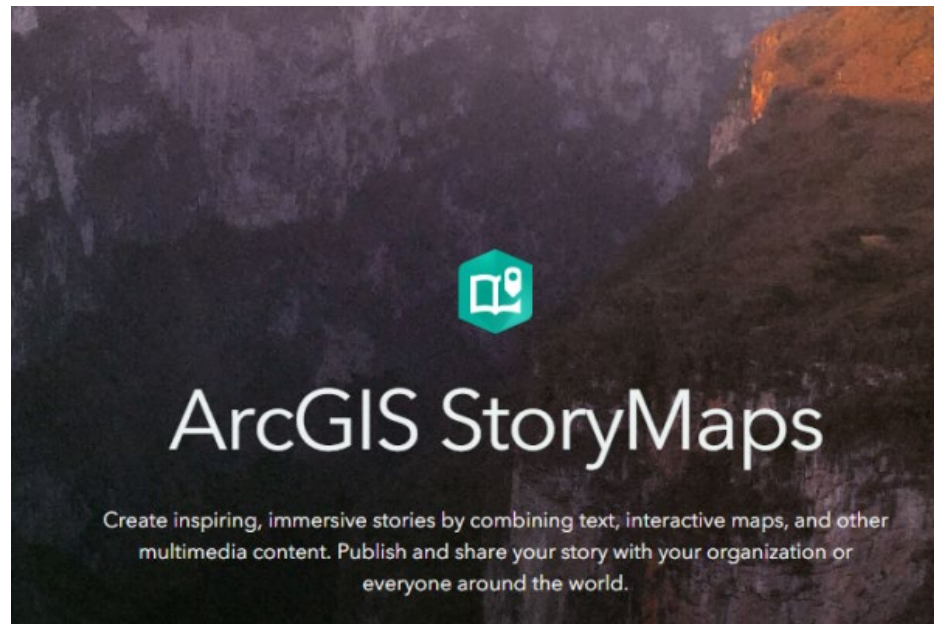 ArcGIS StoryMaps
Create inspiring, immersive stories by combining text, interactive maps, and other
multimedia content. Publish and share your story with your organization or
everyone around the world.